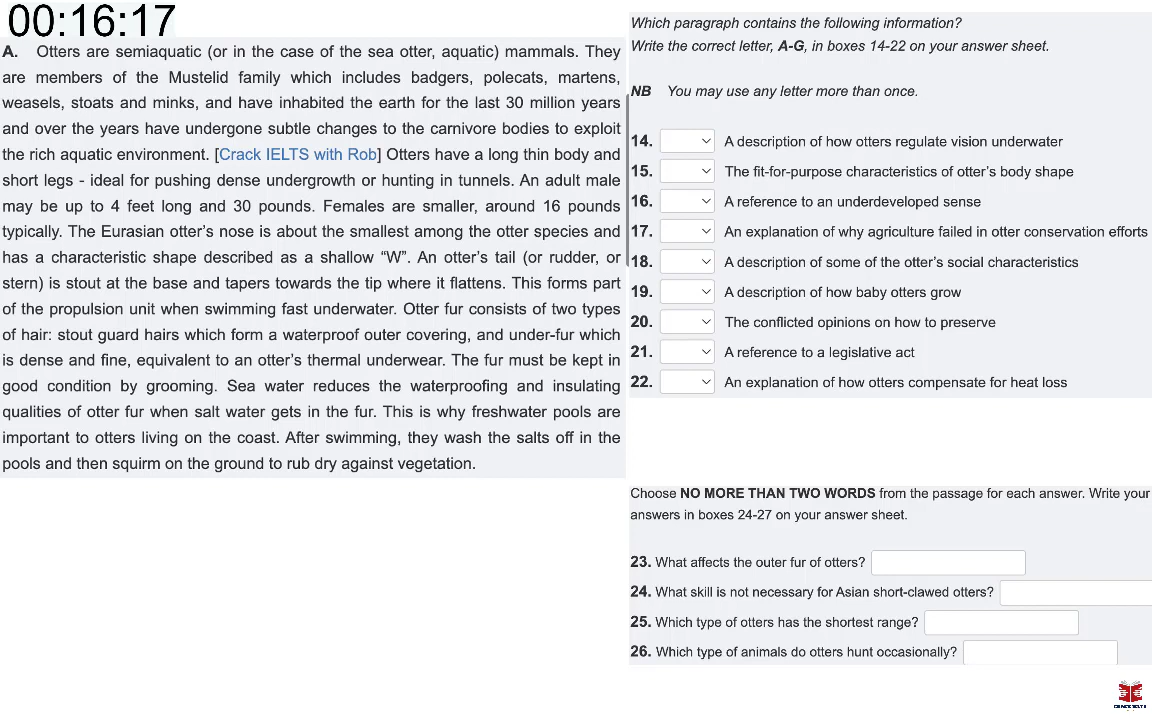 00:16:17
A. Otters are semiaquatic (or in the case of the sea otter, aquatic) mammals. They
are members of the Mustelid family which includes badgers, polecats, martens,
weasels, stoats and minks, and have inhabited the earth for the last 30 million years
and over the years have undergone subtle changes to the carnivore bodies to exploit
the rich aquatic environment. [Crack IELTS with Rob] Otters have a long thin body and
short legs - ideal for pushing dense undergrowth or hunting in tunnels. An adult male
may be up to 4 feet long and 30 pounds. Females are smaller, around 16 pounds
typically. The Eurasian otter’s nose is about the smallest among the otter species and
has a characteristic shape described as a shallow “W”. An otter’s tail (or rudder, or
stern) is stout at the base and tapers towards the tip where it flattens. This forms part
of the propulsion unit when swimming fast underwater. Otter fur consists of two types
of hair: stout guard hairs which form a waterproof outer covering, and under-fur which
is dense and fine, equivalent to an otter’s thermal underwear. The fur must be kept in
good condition by grooming. Sea water reduces the waterproofing and insulating
qualities of otter fur when salt water gets in the fur. This is why freshwater pools are
important to otters living on the coast. After swimming, they wash the salts off in the
pools and then squirm on the ground to rub dry against vegetation.
Which paragraph contains the following information?
Write the correct letter, A-G, in boxes 14-22 on your answer sheet.
NB You may use any letter more than once.
14. A description of how otters regulate vision underwater
15. The fit-for-purpose characteristics of otter’s body shape
16. A reference to an underdeveloped sense
17. An explanation of why agriculture failed in otter conservation efforts
18. A description of some of the otter’s social characteristics
19. A description of how baby otters grow
20. The conflicted opinions on how to preserve
21. A reference to a legislative act
22. An explanation of how otters compensate for heat loss
Choose NO MORE THAN TWO WORDS from the passage for each answer. Write your
answers in boxes 24-27 on your answer sheet.
23. What affects the outer fur of otters?
24. What skill is not necessary for Asian short-clawed otters?
25. Which type of otters has the shortest range?
26. Which type of animals do otters hunt occasionally?